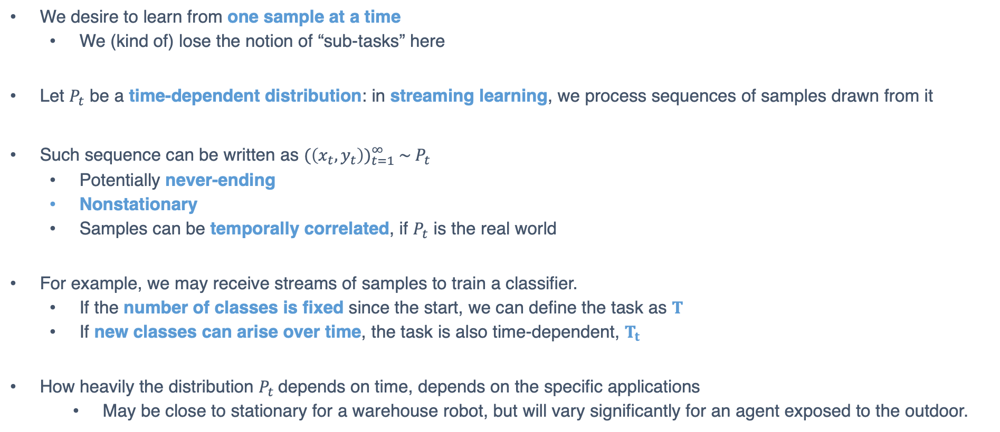 • We desire to learn from one sample at a time
• We (kind of) lose the notion of “sub-tasks” here
• Let P_t be a time-dependent distribution: in streaming learning, we process sequences of samples drawn from it
• Such sequence can be written as ((x_t, y_t))_{t=1}^∞ ~ P_t
• Potentially never-ending
• Nonstationary
• Samples can be temporally correlated, if P_t is the real world
• For example, we may receive streams of samples to train a classifier.
• If the number of classes is fixed since the start, we can define the task as T
• If new classes can arise over time, the task is also time-dependent, T_t
• How heavily the distribution P_t depends on time, depends on the specific applications
• May be close to stationary for a warehouse robot, but will vary significantly for an agent exposed to the outdoor.